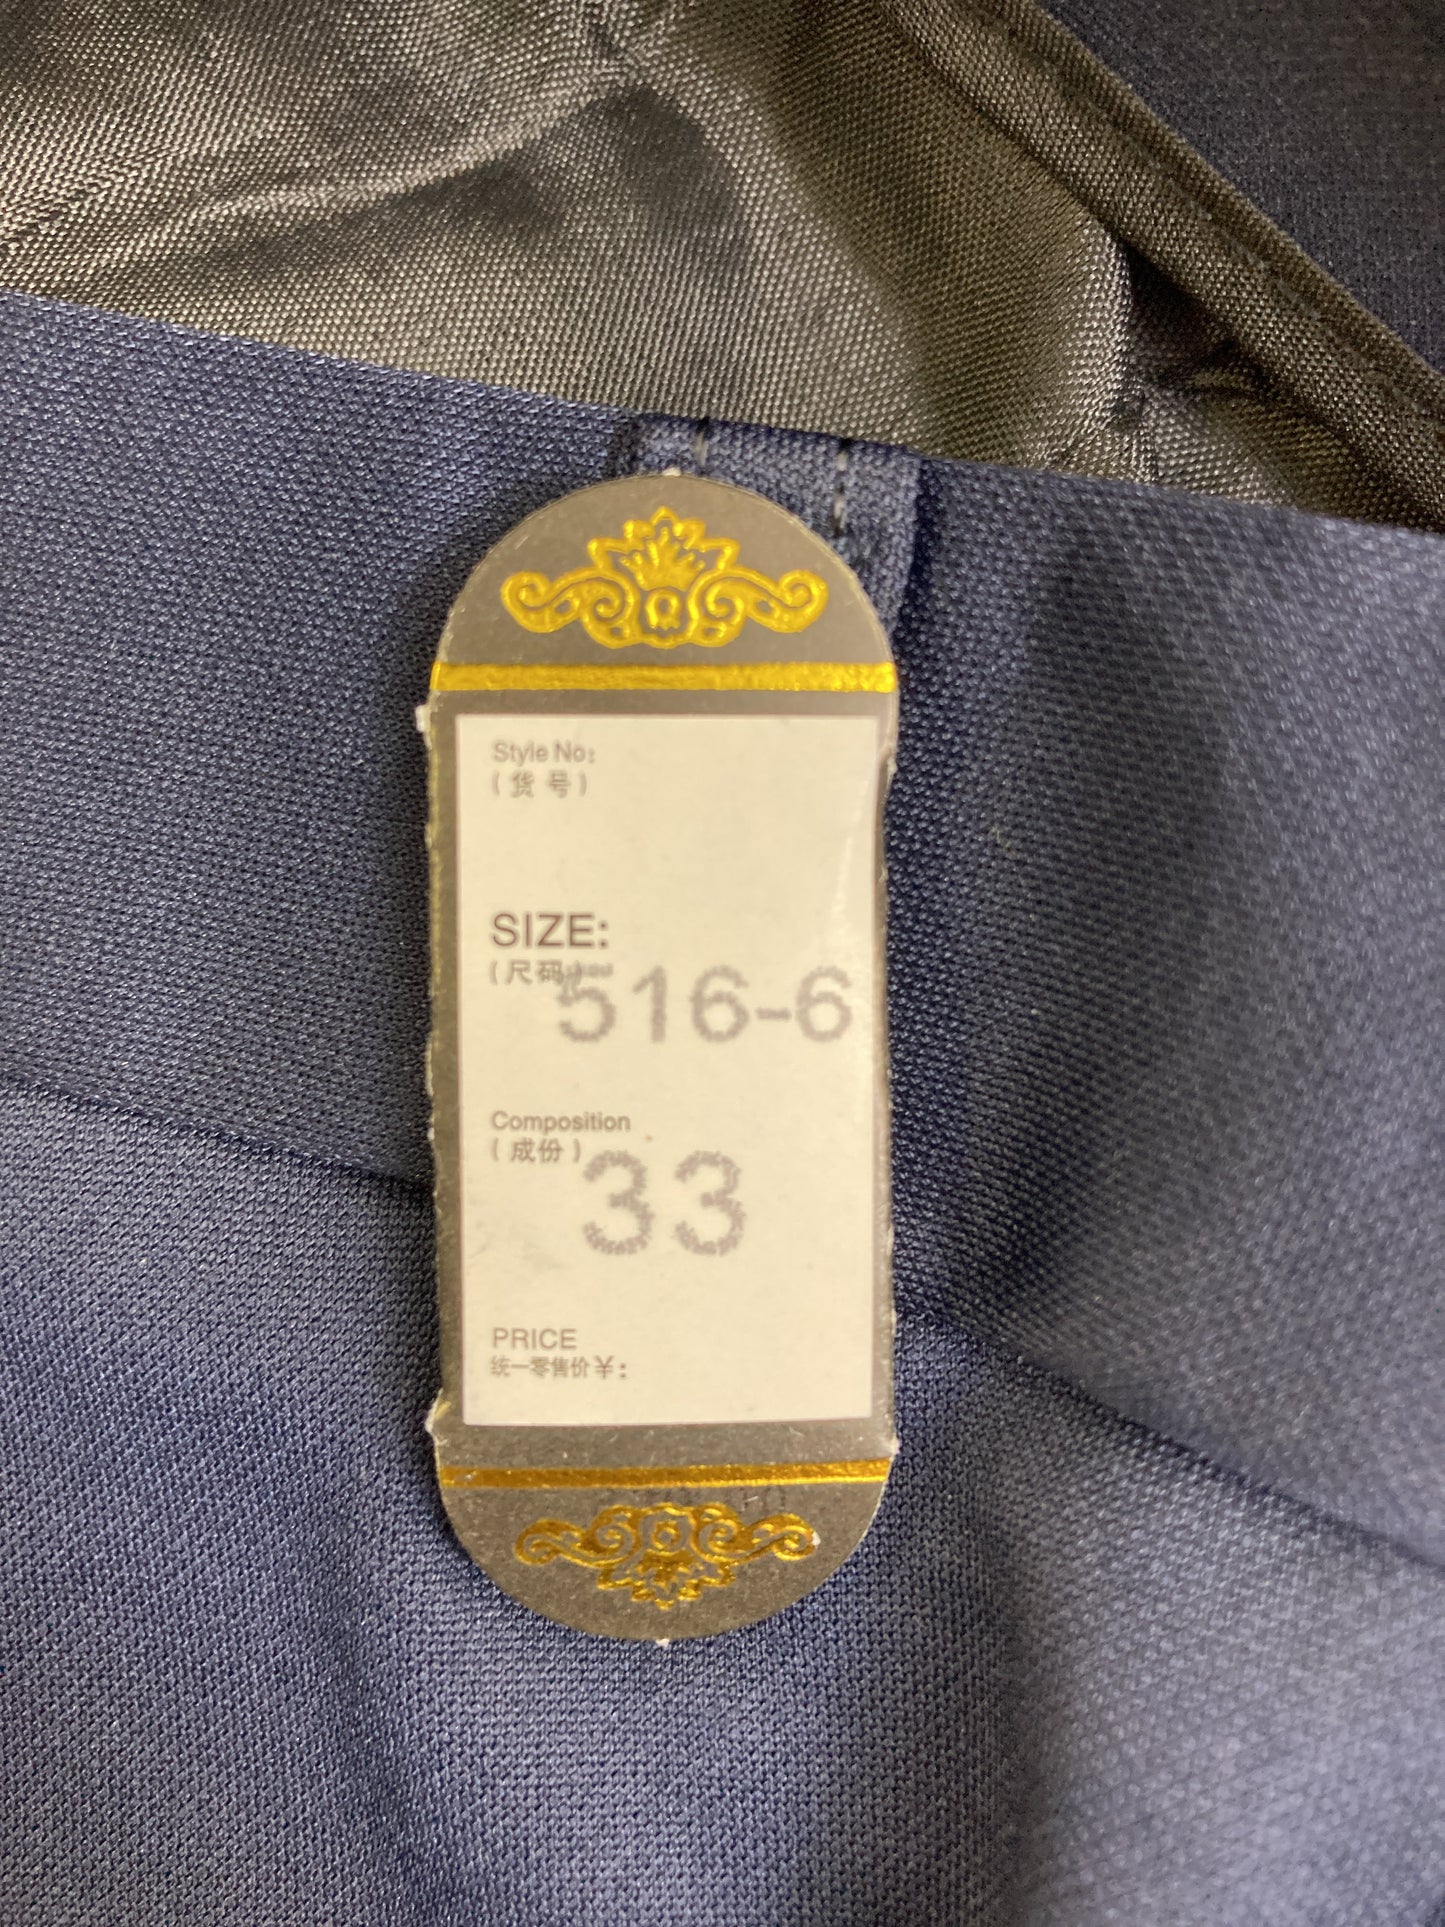 Style No:
(货 号)
SIZE:
(尺码)
516-6
Composition
(成份)
33
PRICE
统一零售价¥: